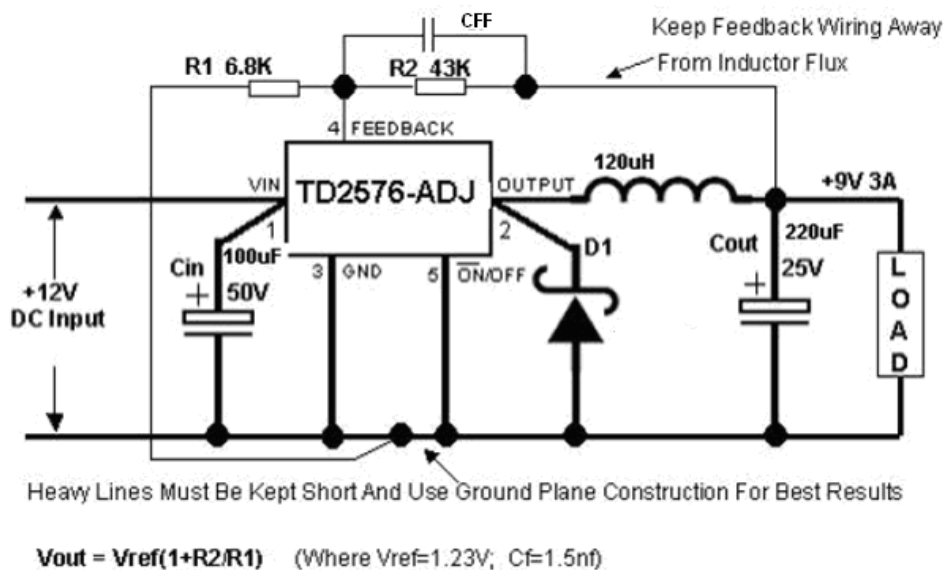 CFF
Keep Feedback Wiring Away
From Inductor Flux
R1 6.8K
R2 43K
4 FEEDBACK
VIN
TD2576-ADJ
OUTPUT
120uH
+9V 3A
1
2
100uF
Cin
50V
3 GND
5 ON/OFF
D1
Cout
220uF
25V
+
+
+12V
DC Input
LOAD
Heavy Lines Must Be Kept Short And Use Ground Plane Construction For Best Results
Vout = Vref(1+R2/R1) (Where Vref=1.23V; Cf=1.5nf)